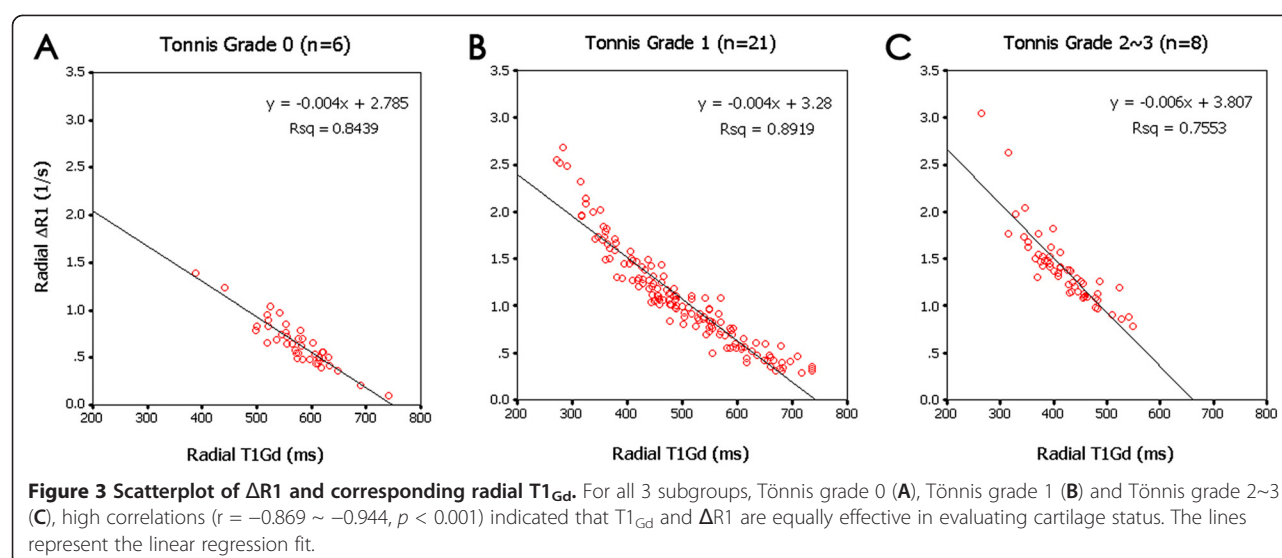 A
Tonnis Grade 0 (n=6)
3.5
3.0
2.5
2.0
1.5
1.0
.5
0.0
Radial ΔR1 (1/s)
y = -0.004x + 2.785
Rsq = 0.8439
200 300 400 500 600 700 800
Radial T1Gd (ms)
B
Tonnis Grade 1 (n=21)
3.5
3.0
2.5
2.0
1.5
1.0
.5
0.0
y = -0.004x + 3.28
Rsq = 0.8919
200 300 400 500 600 700 800
Radial T1Gd (ms)
C
Tonnis Grade 2~3 (n=8)
3.5
3.0
2.5
2.0
1.5
1.0
.5
0.0
y = -0.006x + 3.807
Rsq = 0.7553
200 300 400 500 600 700 800
Radial T1Gd (ms)
Figure 3 Scatterplot of ΔR1 and corresponding radial T1Gd. For all 3 subgroups, Tönnis grade 0 (A), Tönnis grade 1 (B) and Tönnis grade 2~3
(C), high correlations (r = −0.869 ~ −0.944, p < 0.001) indicated that T1Gd and ΔR1 are equally effective in evaluating cartilage status. The lines
represent the linear regression fit.